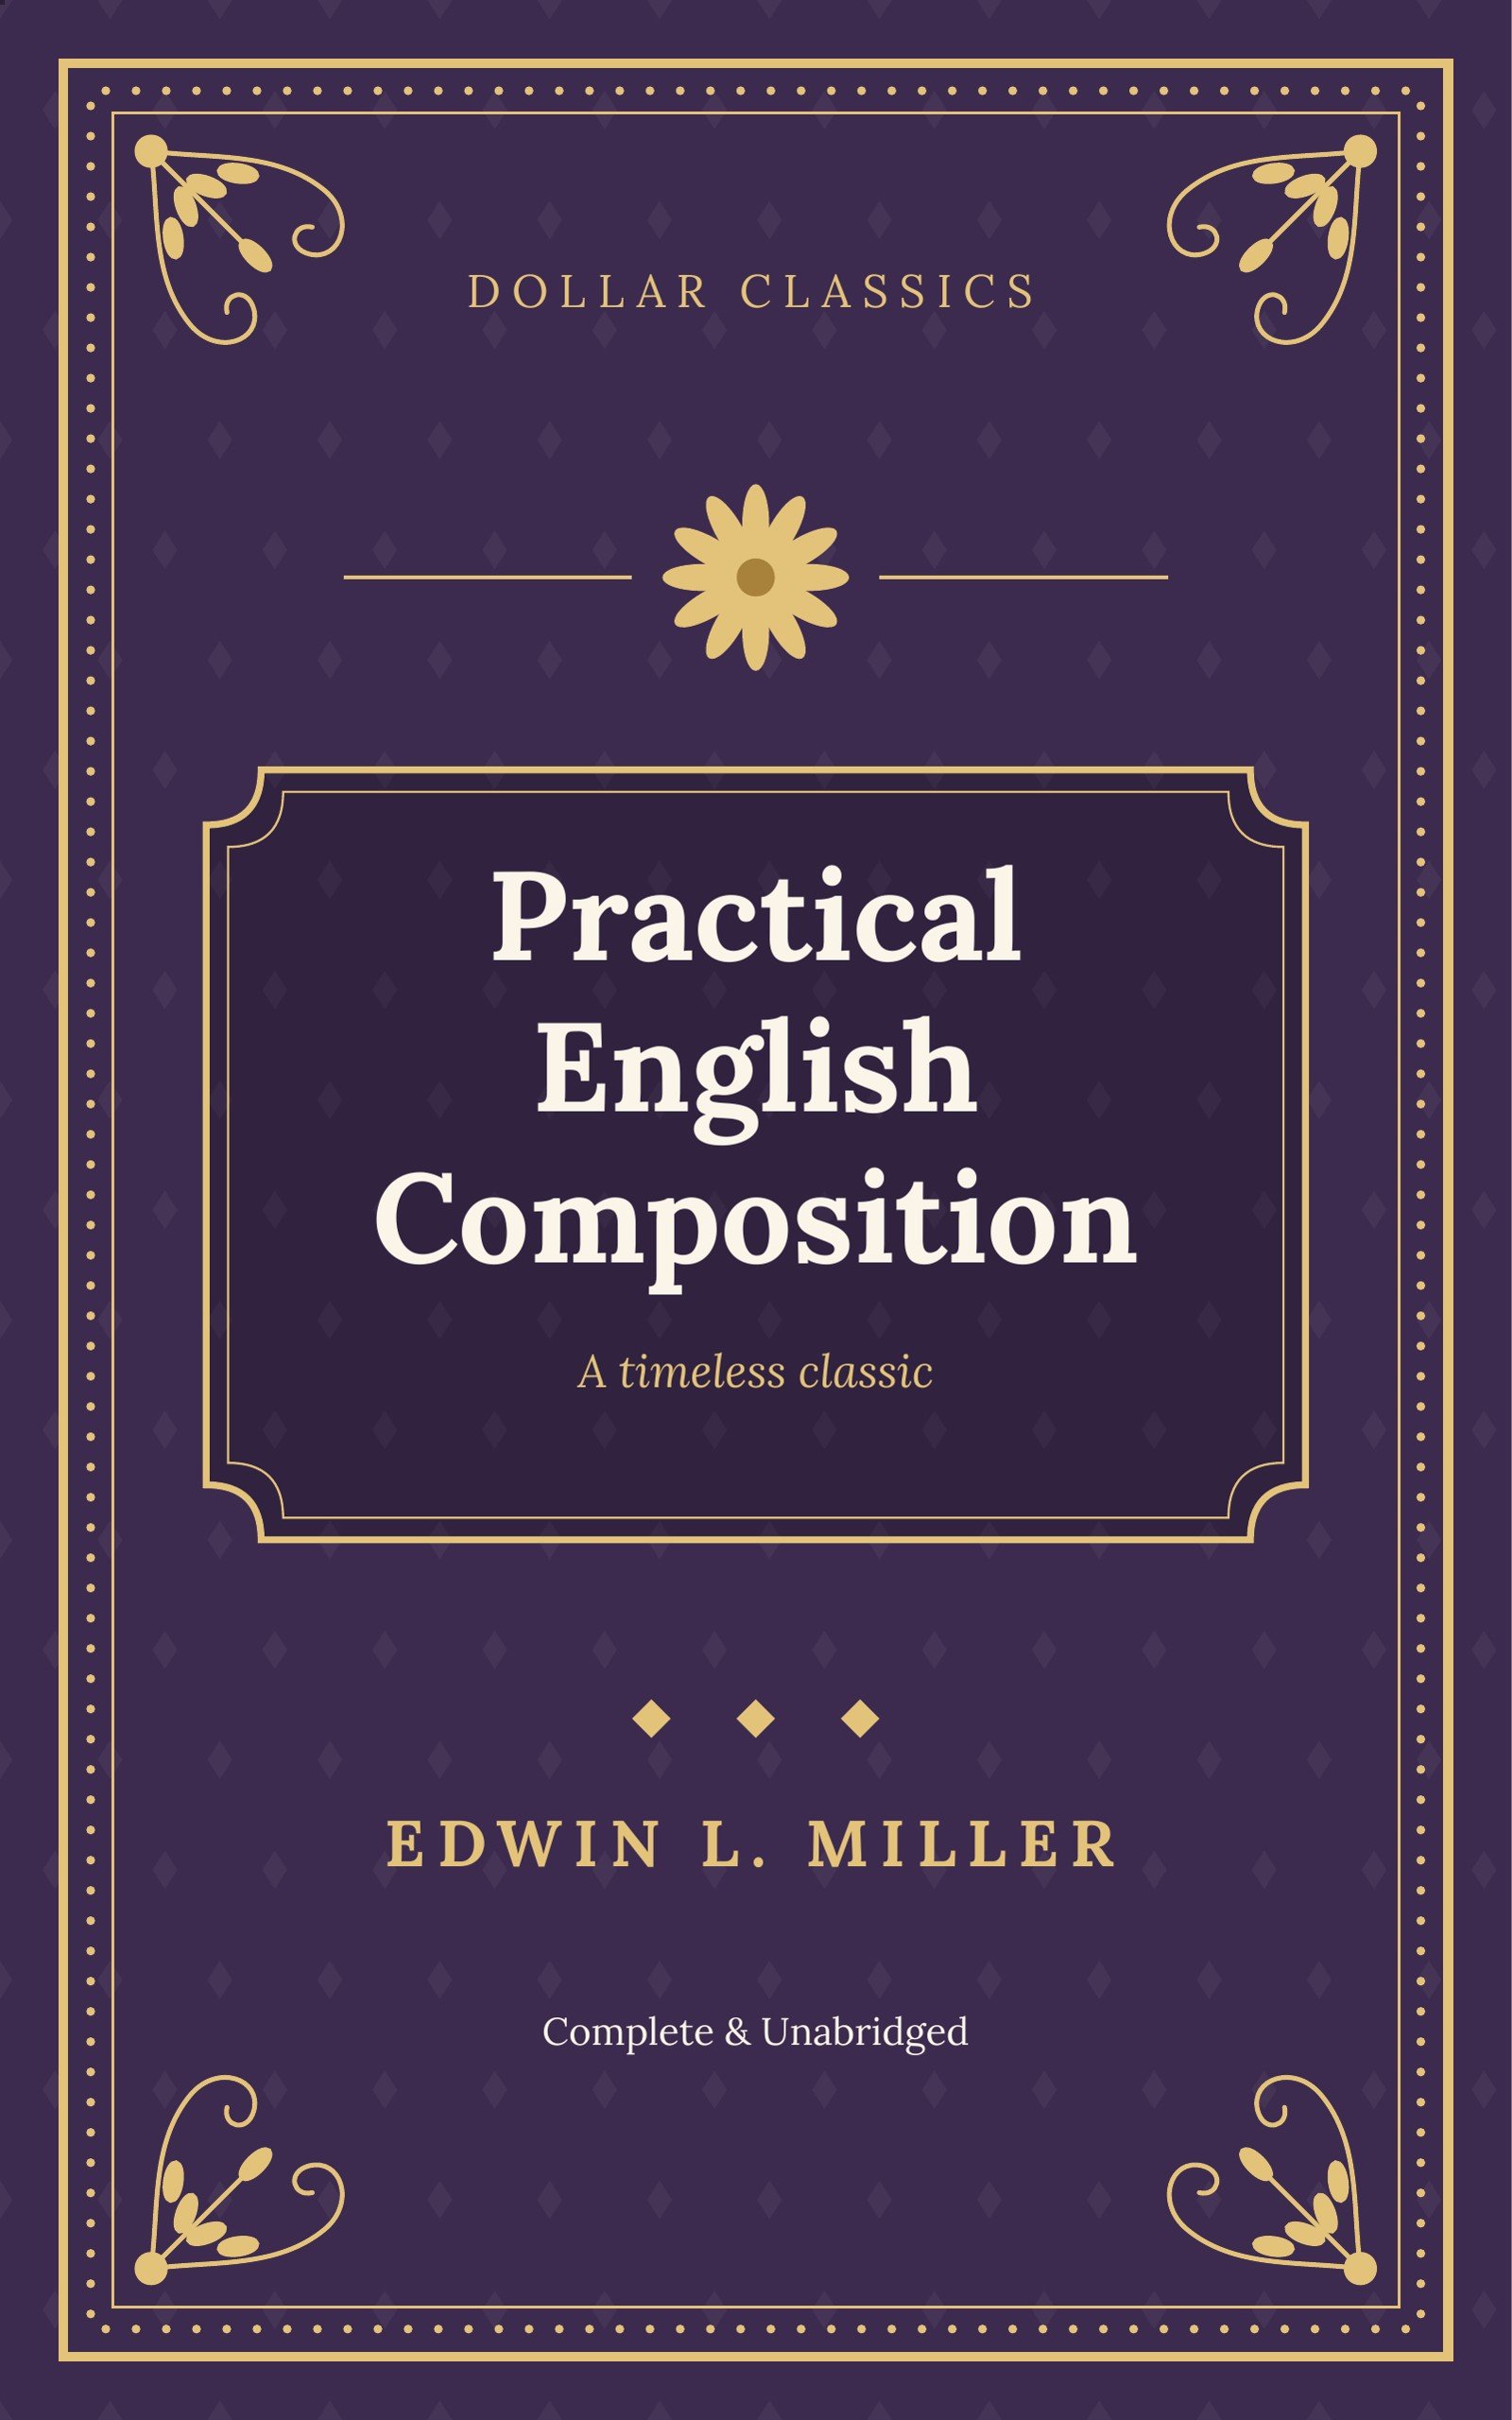 DOLLAR CLASSICS
Practical
English
Composition
A timeless classic
EDWIN L. MILLER
Complete & Unabridged